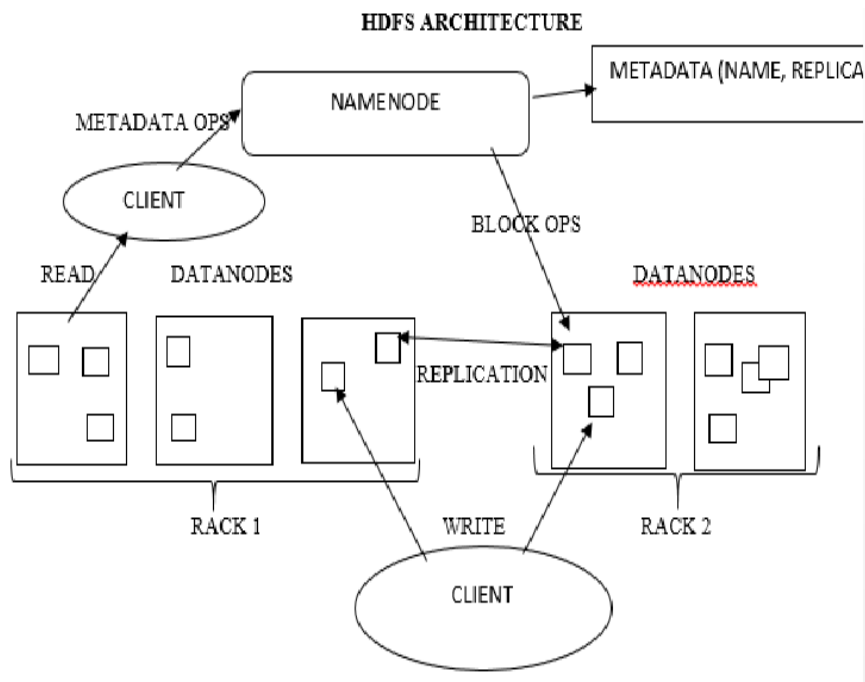 HDFS ARCHITECTURE
METADATA (NAME, REPLICA
NAMENODE
METADATA OPS
CLIENT
BLOCK OPS
READ
DATANODES
DATANODES
REPLICATION
RACK 1
WRITE
RACK 2
CLIENT